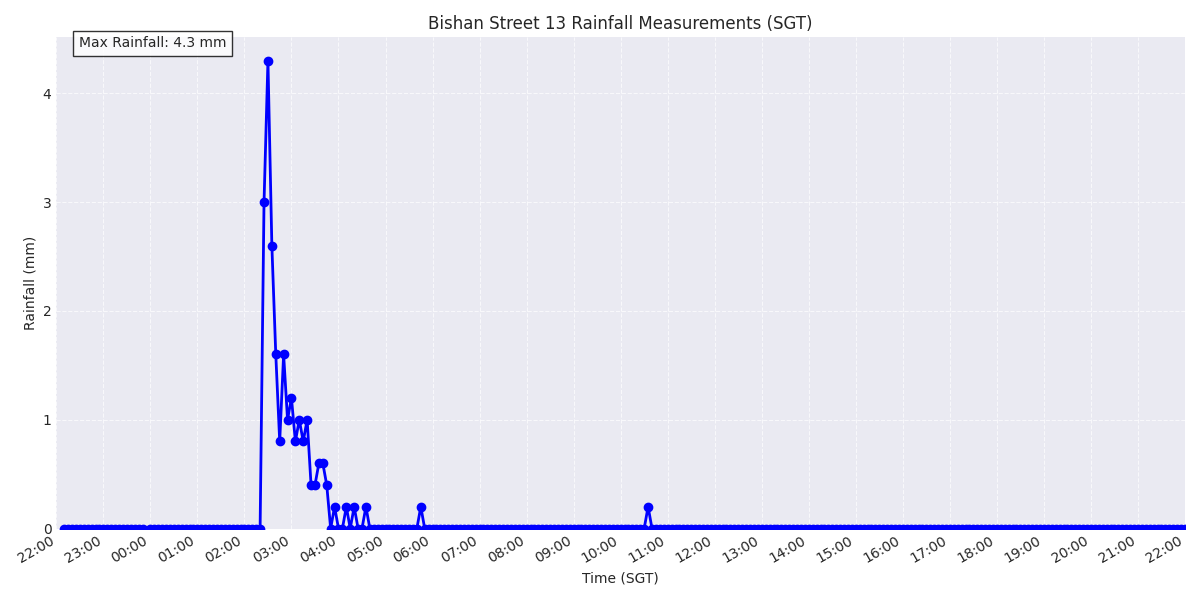 Bishan Street 13 Rainfall Measurements (SGT)
Max Rainfall: 4.3 mm
Rainfall (mm)
4
3
2
1
0
22:00 23:00 00:00 01:00 02:00 03:00 04:00 05:00 06:00 07:00 08:00 09:00 10:00 11:00 12:00 13:00 14:00 15:00 16:00 17:00 18:00 19:00 20:00 21:00 22:00
Time (SGT)